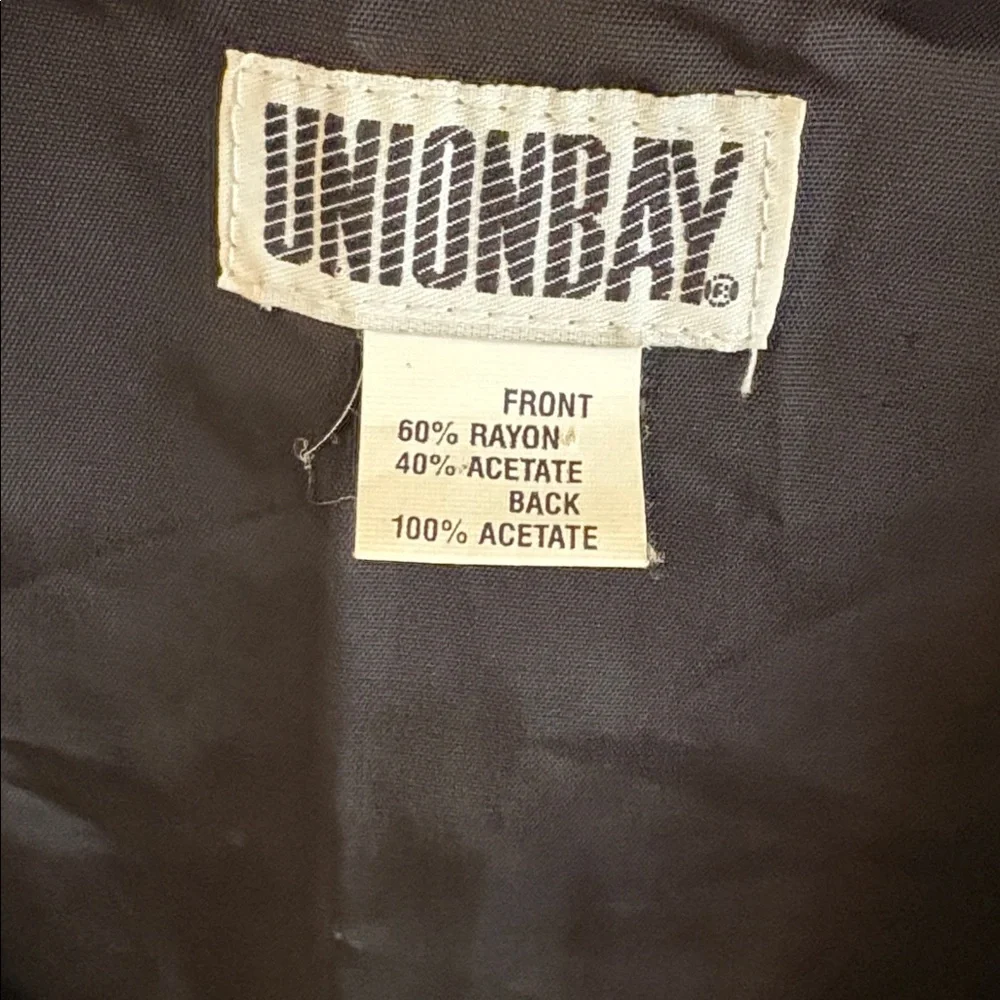 UNIONBAY®
FRONT
60% RAYON
40% ACETATE
BACK
100% ACETATE